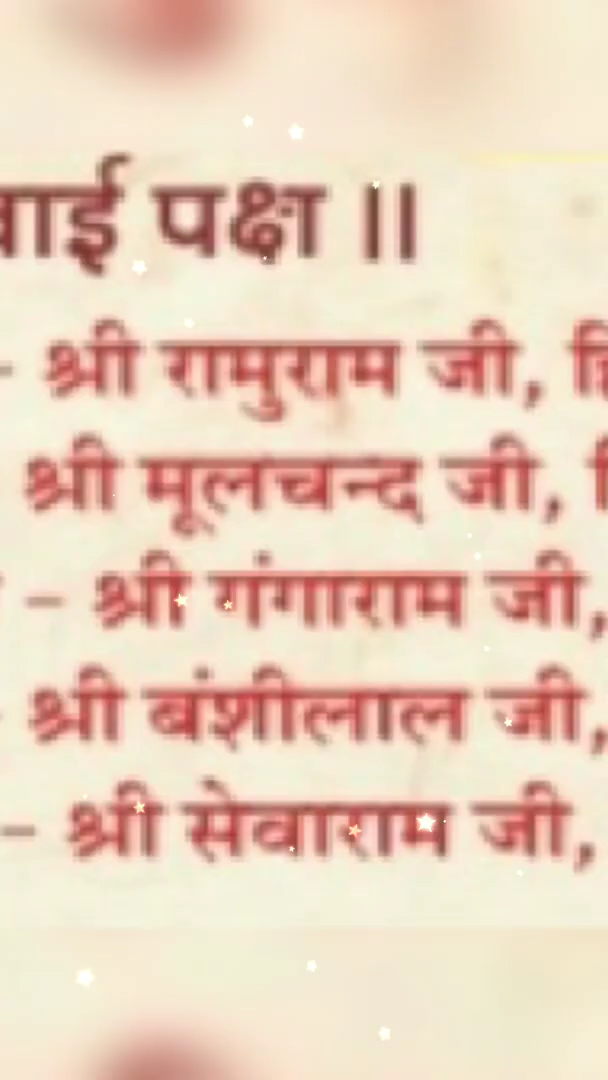 पक्ष ॥
- श्री रामुराम जी,
श्री मूलचन्द जी,
- श्री गंगाराम जी,
श्री बंशीलाल जी,
- श्री सेवाराम जी,